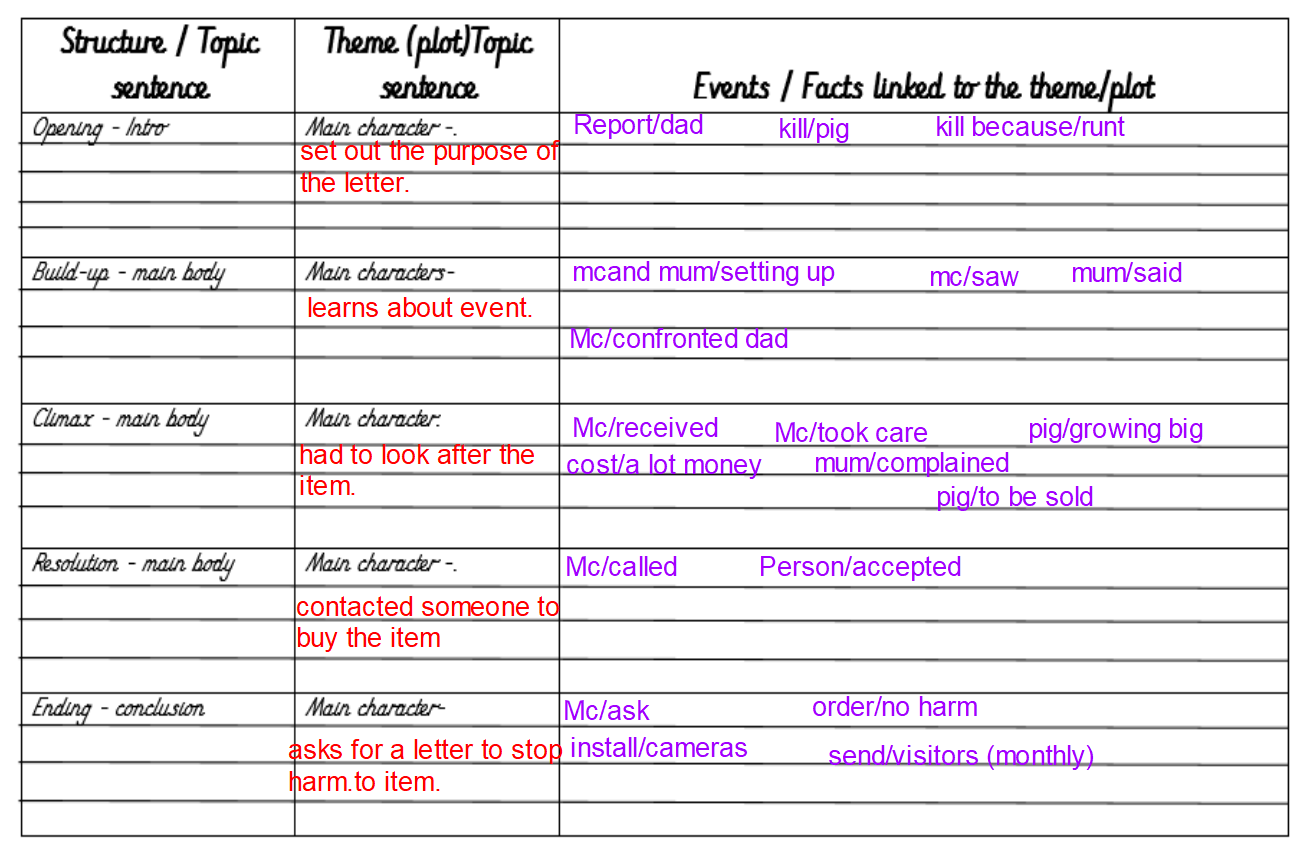 Structure / Topic sentence
Theme (plot)Topic sentence
Events / Facts linked to the theme/plot
Opening - Intro
Main character -.
set out the purpose of
the letter.
Report/dad kill/pig kill because/runt
Build-up - main body
Main characters-
learns about event.
mcand mum/setting up mc/saw mum/said
Mc/confronted dad
Climax - main body
Main character.
had to look after the
item.
Mc/received Mc/took care pig/growing big
cost/a lot money mum/complained
pig/to be sold
Resolution - main body
Main character -.
contacted someone to
buy the item
Mc/called Person/accepted
Ending - conclusion
Main character-
asks for a letter to stop
harm.to item.
Mc/ask order/no harm
install/cameras send/visitors (monthly)